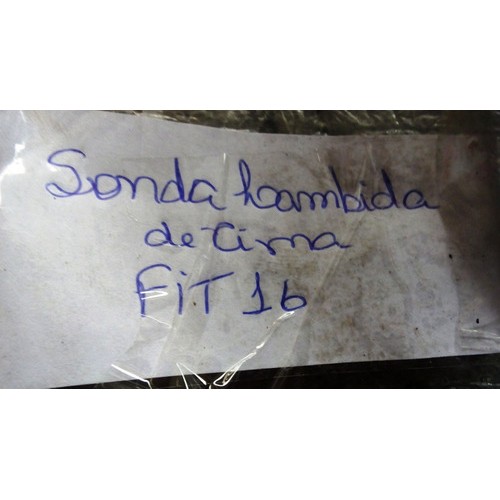 Sonda Lambida
de Cima
FiT 16